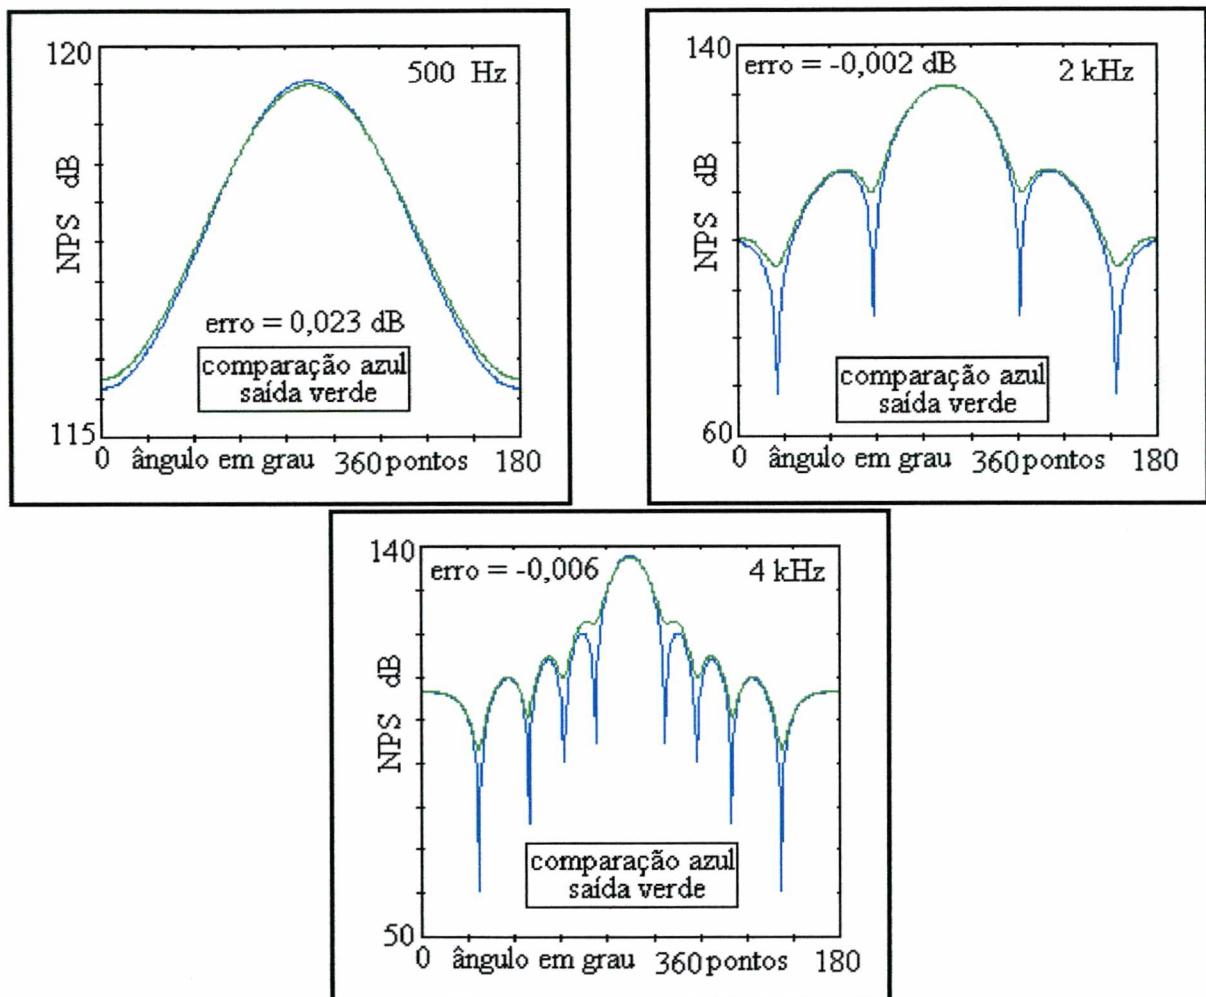 120
500 Hz
NPS dB
erro = 0,023 dB
comparação azul
saída verde
115
0 ângulo em grau 360 pontos 180
140
erro = -0,002 dB 2 kHz
NPS dB
comparação azul
saída verde
60
0 ângulo em grau 360 pontos 180
140
erro = -0,006 4 kHz
NPS dB
comparação azul
saída verde
50
0 ângulo em grau 360 pontos 180